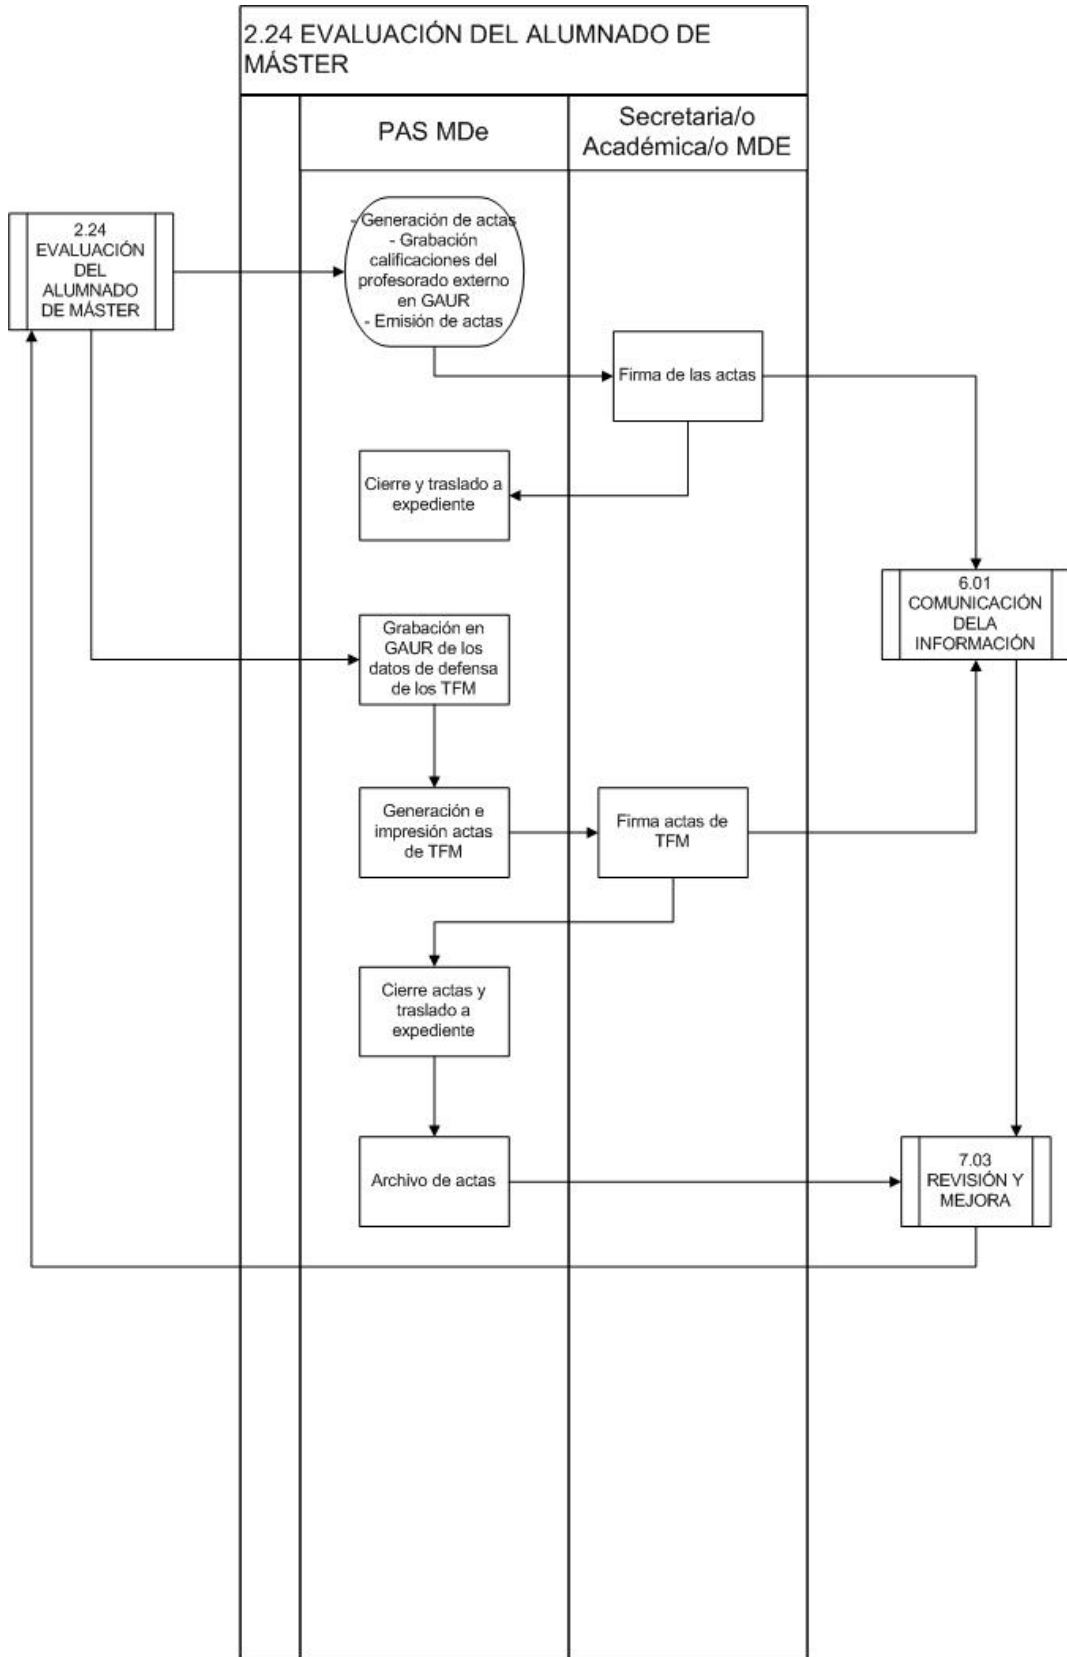 2.24 EVALUACIÓN DEL ALUMNADO DE
MÁSTER
PAS MDe
Secretaria/o
Académica/o MDE
2.24
EVALUACIÓN
DEL
ALUMNADO
DE MÁSTER
- Generación de actas
- Grabación
calificaciones del
profesorado externo
en GAUR
- Emisión de actas
Firma de las actas
Cierre y traslado a
expediente
6.01
COMUNICACIÓN
DELA
INFORMACIÓN
Grabación en
GAUR de los
datos de defensa
de los TFM
Generación e
impresión actas
de TFM
Firma actas de
TFM
Cierre actas y
traslado a
expediente
Archivo de actas
7.03
REVISIÓN Y
MEJORA